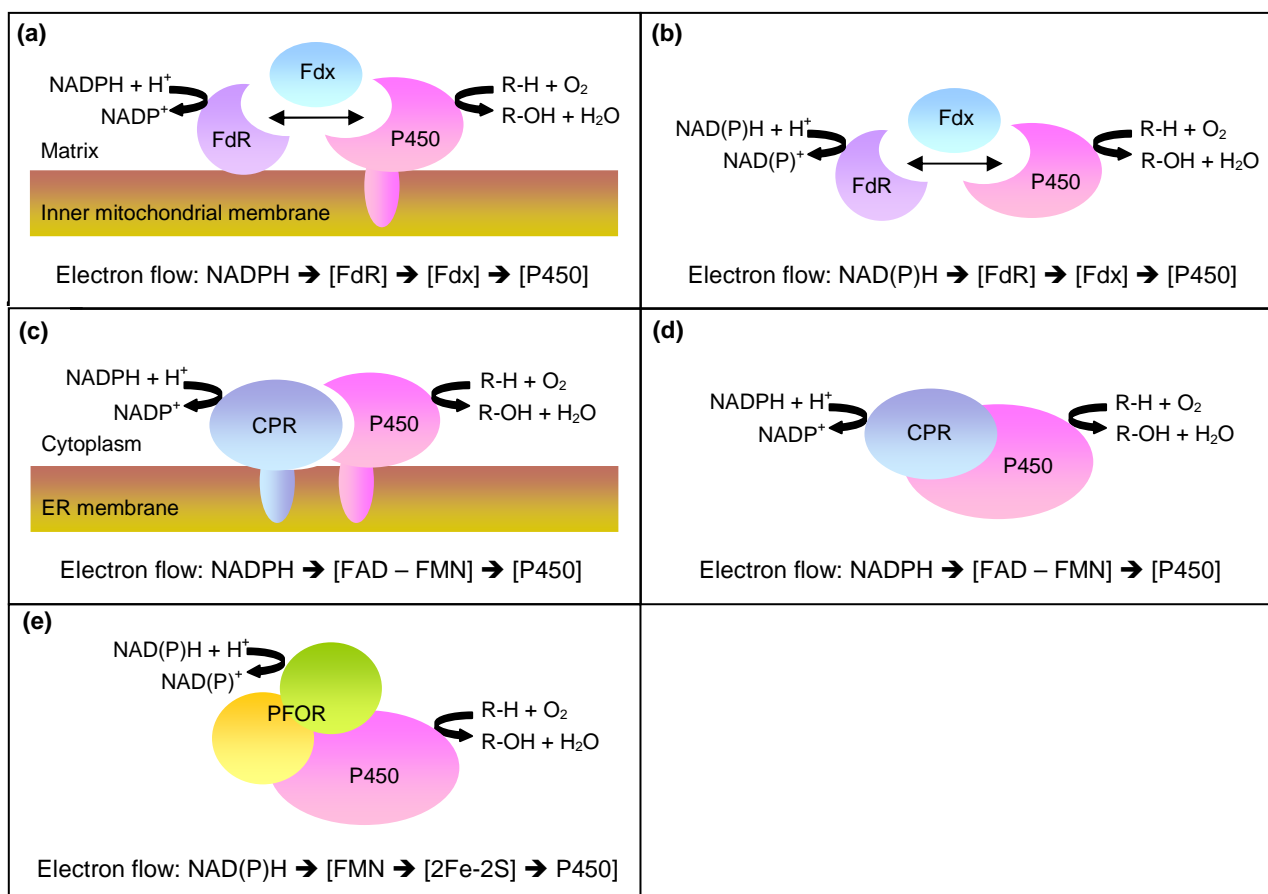 (a)
Fdx
NADPH + H⁺
NADP⁺
R-H + O₂
R-OH + H₂O
FdR
P450
Matrix
Inner mitochondrial membrane
Electron flow: NADPH ➔ [FdR] ➔ [Fdx] ➔ [P450]
(b)
Fdx
NAD(P)H + H⁺
NAD(P)⁺
R-H + O₂
R-OH + H₂O
FdR
P450
Electron flow: NAD(P)H ➔ [FdR] ➔ [Fdx] ➔ [P450]
(c)
NADPH + H⁺
NADP⁺
R-H + O₂
R-OH + H₂O
CPR
P450
Cytoplasm
ER membrane
Electron flow: NADPH ➔ [FAD – FMN] ➔ [P450]
(d)
NADPH + H⁺
NADP⁺
R-H + O₂
R-OH + H₂O
CPR
P450
Electron flow: NADPH ➔ [FAD – FMN] ➔ [P450]
(e)
NAD(P)H + H⁺
NAD(P)⁺
PFOR
R-H + O₂
R-OH + H₂O
P450
Electron flow: NAD(P)H ➔ [FMN ➔ [2Fe-2S] ➔ P450]